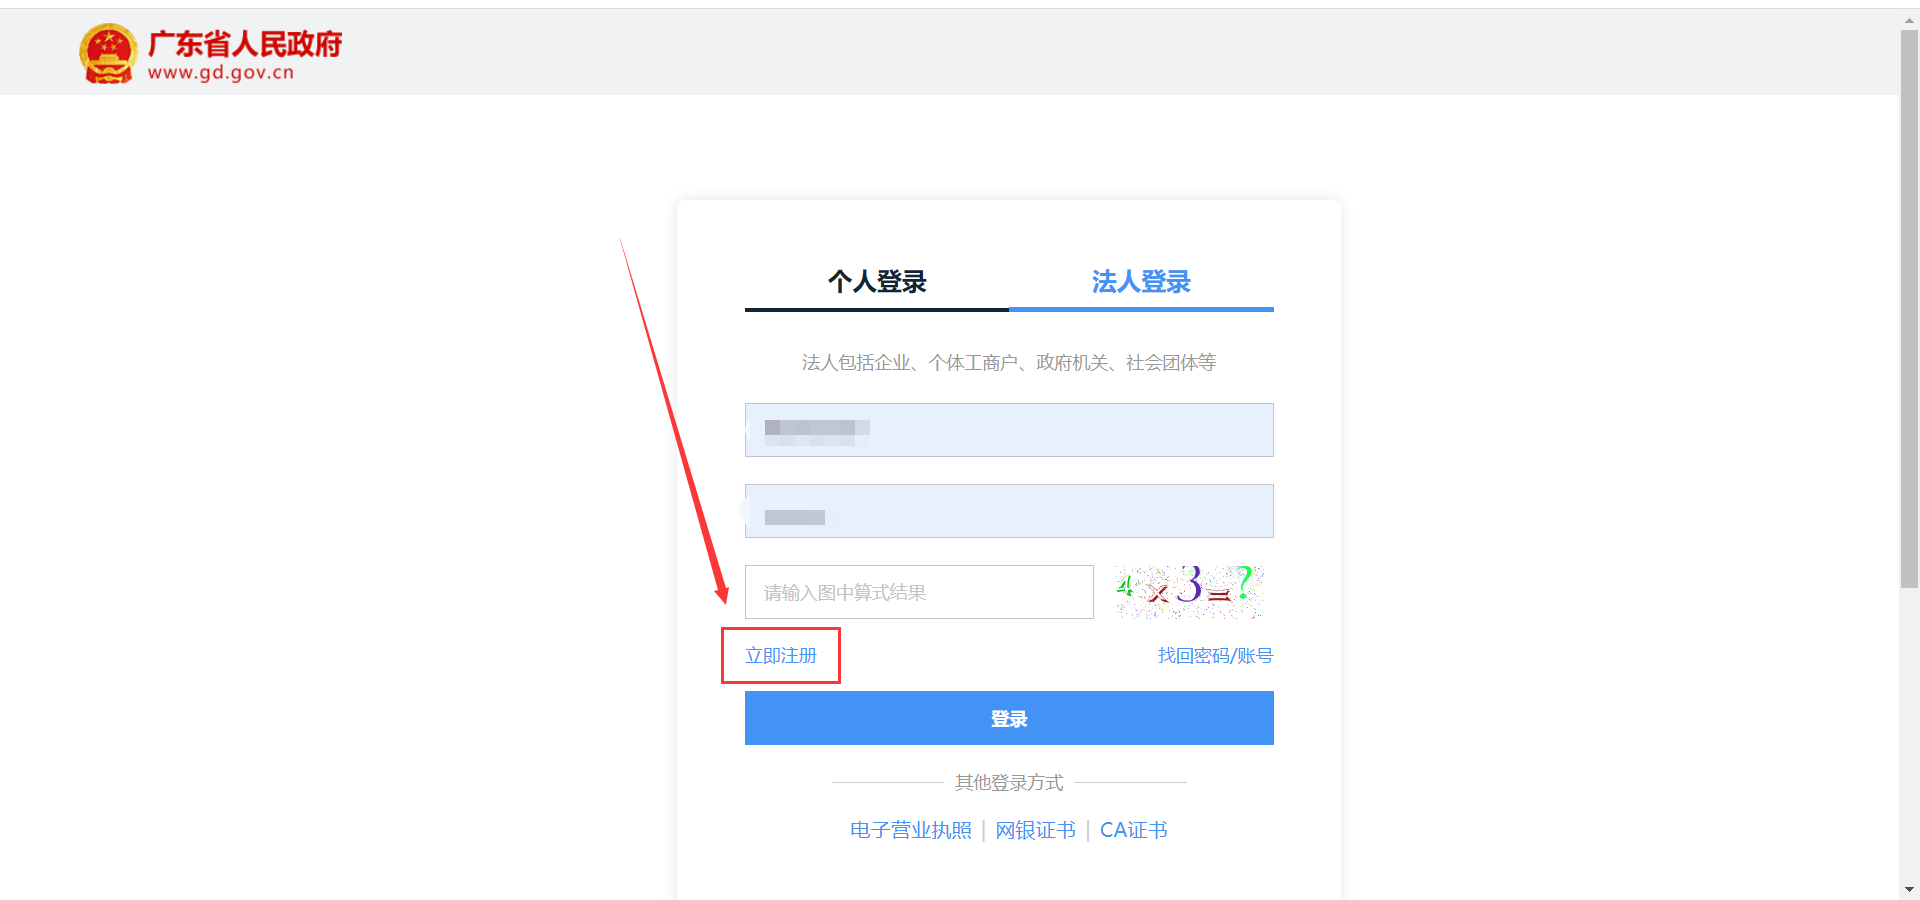 广东省人民政府
www.gd.gov.cn
个人登录
法人登录
法人包括企业、个体工商户、政府机关、社会团体等
请输入图中算式结果
4×3=?
立即注册
找回密码/账号
登录
其他登录方式
电子营业执照 | 网银证书 | CA证书